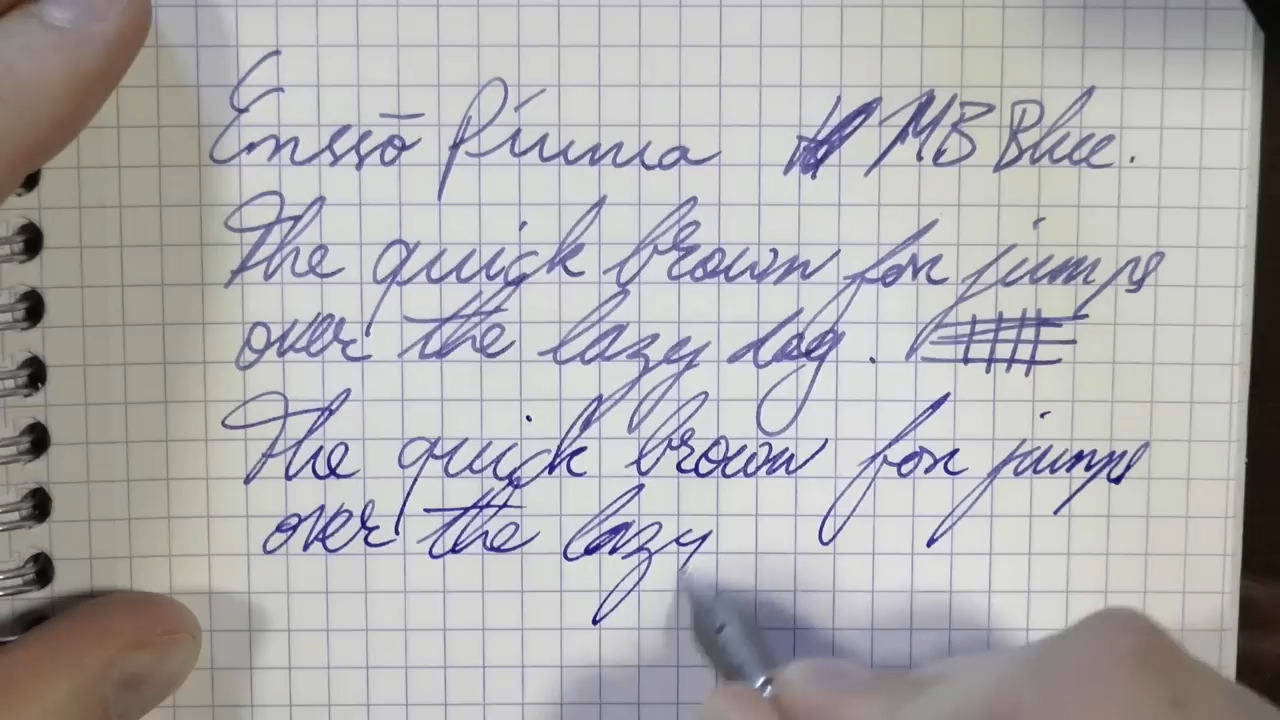 Ensso Piuma MB Blue.
The quick brown fox jumps
over the lazy dog.
The quick brown fox jumps
over the lazy